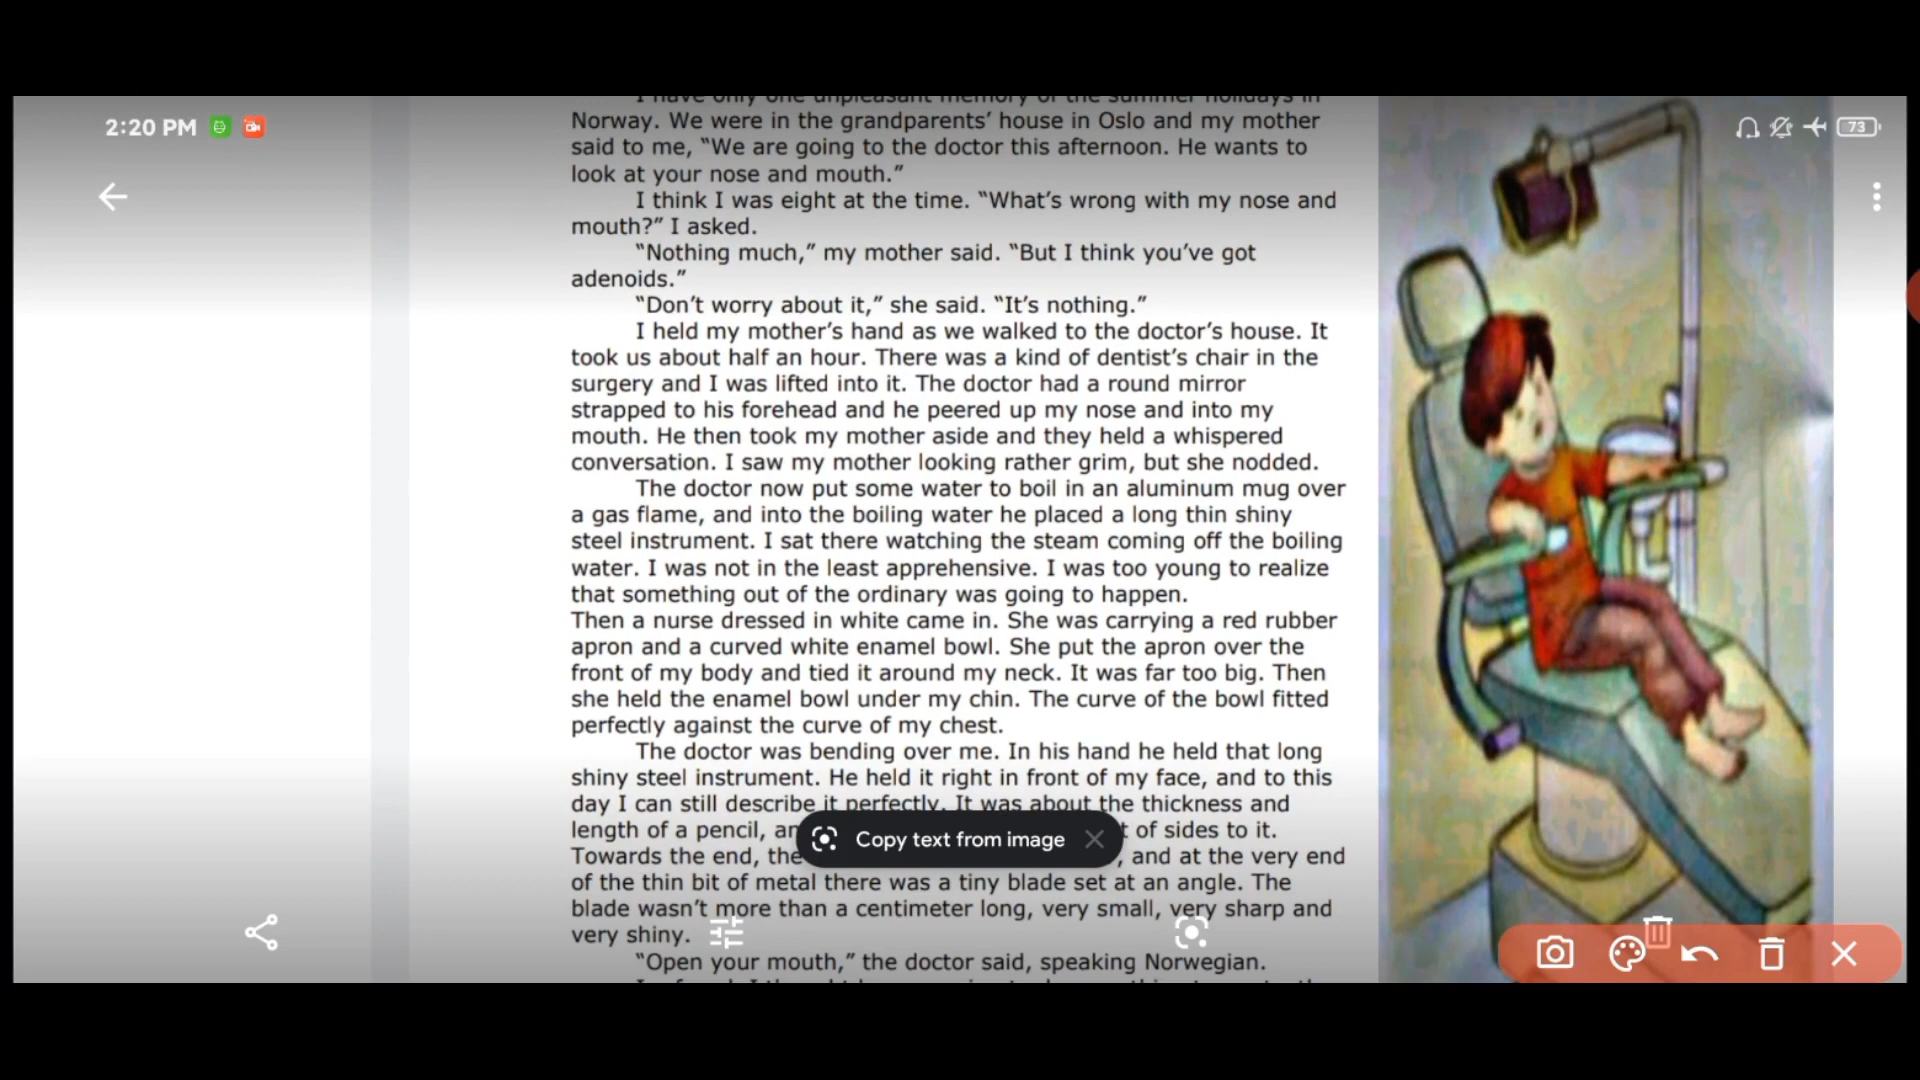 2:20 PM
73
I have only one unpleasant memory of the summer holidays in
Norway. We were in the grandparents' house in Oslo and my mother
said to me, "We are going to the doctor this afternoon. He wants to
look at your nose and mouth."
I think I was eight at the time. "What's wrong with my nose and
mouth?" I asked.
"Nothing much," my mother said. "But I think you've got
adenoids."
"Don't worry about it," she said. "It's nothing."
I held my mother's hand as we walked to the doctor's house. It
took us about half an hour. There was a kind of dentist's chair in the
surgery and I was lifted into it. The doctor had a round mirror
strapped to his forehead and he peered up my nose and into my
mouth. He then took my mother aside and they held a whispered
conversation. I saw my mother looking rather grim, but she nodded.
The doctor now put some water to boil in an aluminum mug over
a gas flame, and into the boiling water he placed a long thin shiny
steel instrument. I sat there watching the steam coming off the boiling
water. I was not in the least apprehensive. I was too young to realize
that something out of the ordinary was going to happen.
Then a nurse dressed in white came in. She was carrying a red rubber
apron and a curved white enamel bowl. She put the apron over the
front of my body and tied it around my neck. It was far too big. Then
she held the enamel bowl under my chin. The curve of the bowl fitted
perfectly against the curve of my chest.
The doctor was bending over me. In his hand he held that long
shiny steel instrument. He held it right in front of my face, and to this
day I can still describe it perfectly. It was about the thickness and
length of a pencil, of sides to it.
Copy text from image
Towards the end, the , and at the very end
of the thin bit of metal there was a tiny blade set at an angle. The
blade wasn't more than a centimeter long, very small, very sharp and
very shiny.
"Open your mouth," the doctor said, speaking Norwegian.